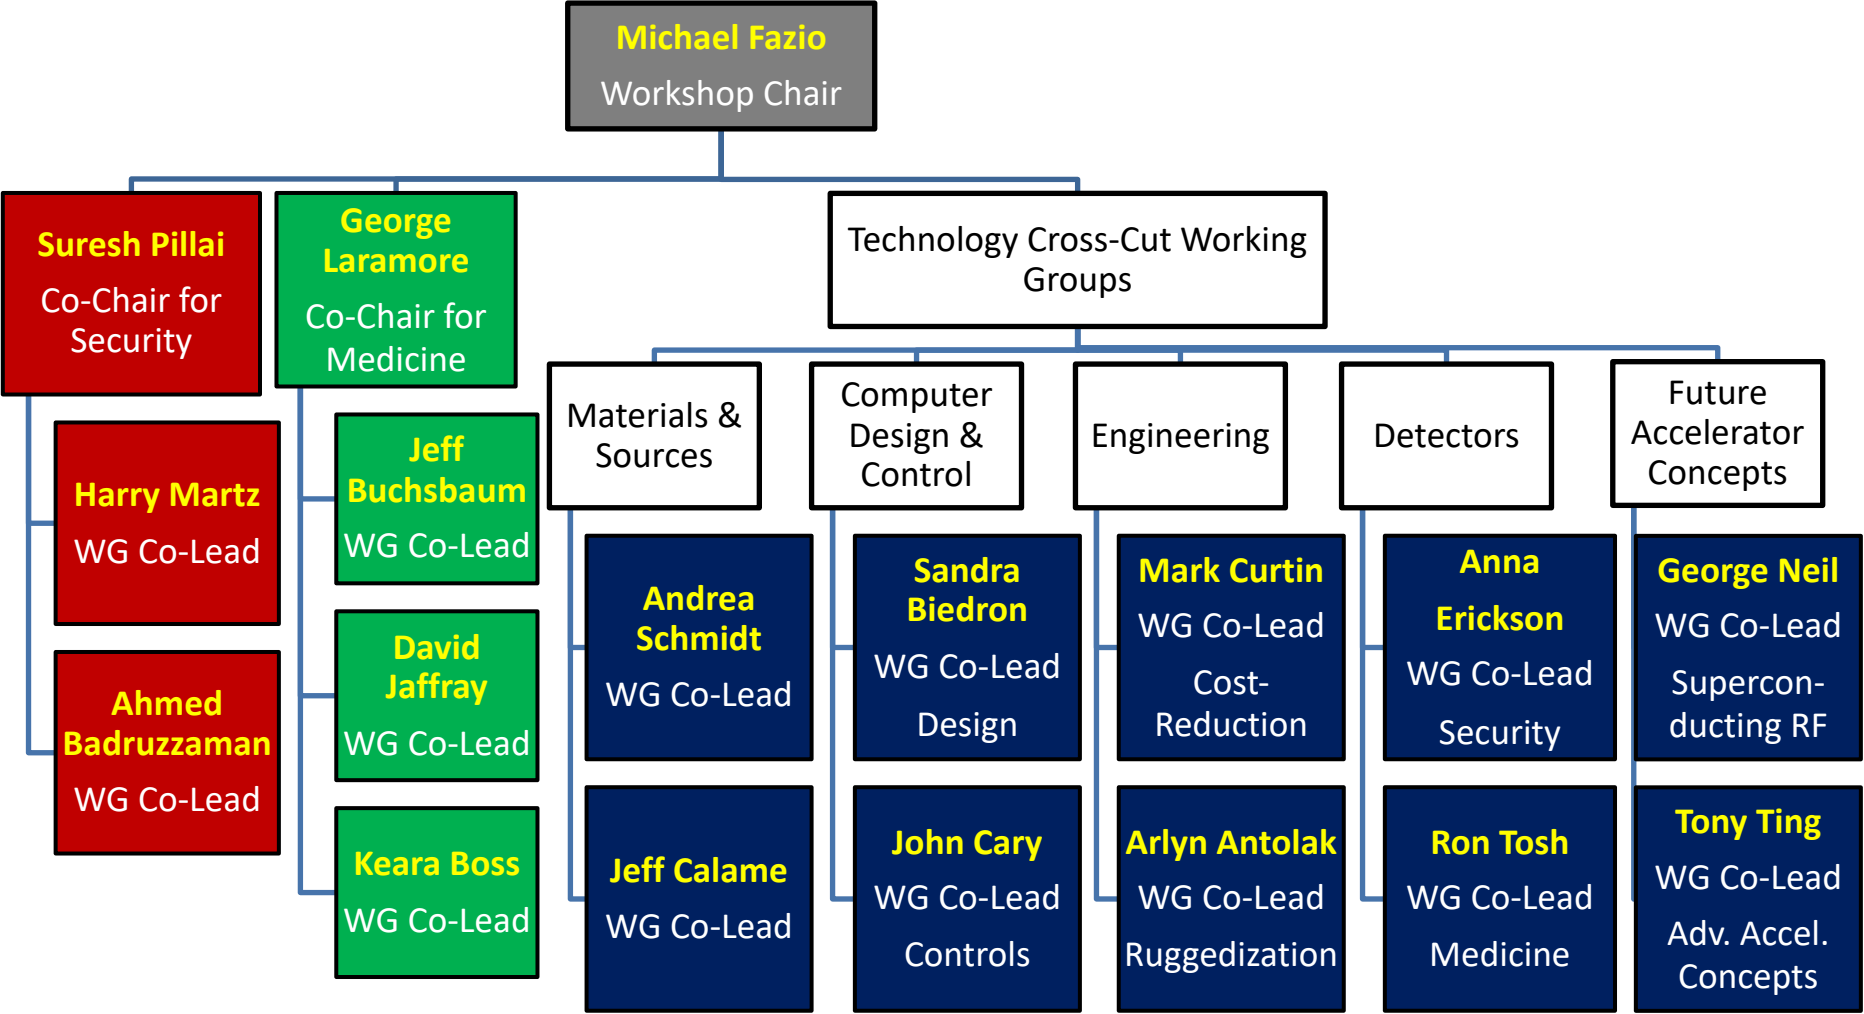 Michael Fazio
Workshop Chair
Suresh Pillai
Co-Chair for
Security
George
Laramore
Co-Chair for
Medicine
Technology Cross-Cut Working
Groups
Harry Martz
WG Co-Lead
Ahmed
Badruzzaman
WG Co-Lead
Jeff
Buchsbaum
WG Co-Lead
David
Jaffray
WG Co-Lead
Keara Boss
WG Co-Lead
Materials &
Sources
Andrea
Schmidt
WG Co-Lead
Jeff Calame
WG Co-Lead
Computer
Design &
Control
Sandra
Biedron
WG Co-Lead
Design
John Cary
WG Co-Lead
Controls
Engineering
Mark Curtin
WG Co-Lead
Cost-
Reduction
Arlyn Antolak
WG Co-Lead
Ruggedization
Detectors
Anna
Erickson
WG Co-Lead
Security
Ron Tosh
WG Co-Lead
Medicine
Future
Accelerator
Concepts
George Neil
WG Co-Lead
Supercon-
ducting RF
Tony Ting
WG Co-Lead
Adv. Accel.
Concepts